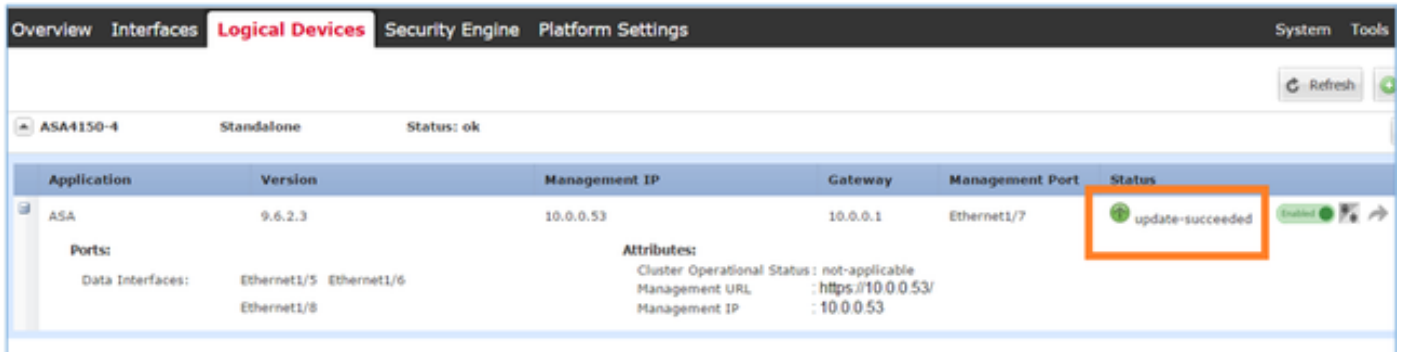 Overview Interfaces Logical Devices Security Engine Platform Settings System Tools
Refresh
ASA4150-4 Standalone Status: ok
Application Version Management IP Gateway Management Port Status
ASA 9.6.2.3 10.0.0.53 10.0.0.1 Ethernet1/7 update-succeeded Enabled
Ports: Attributes:
Cluster Operational Status : not-applicable
Data Interfaces: Ethernet1/5 Ethernet1/6
Management URL : https://10.0.0.53/
Ethernet1/8
Management IP : 10.0.0.53